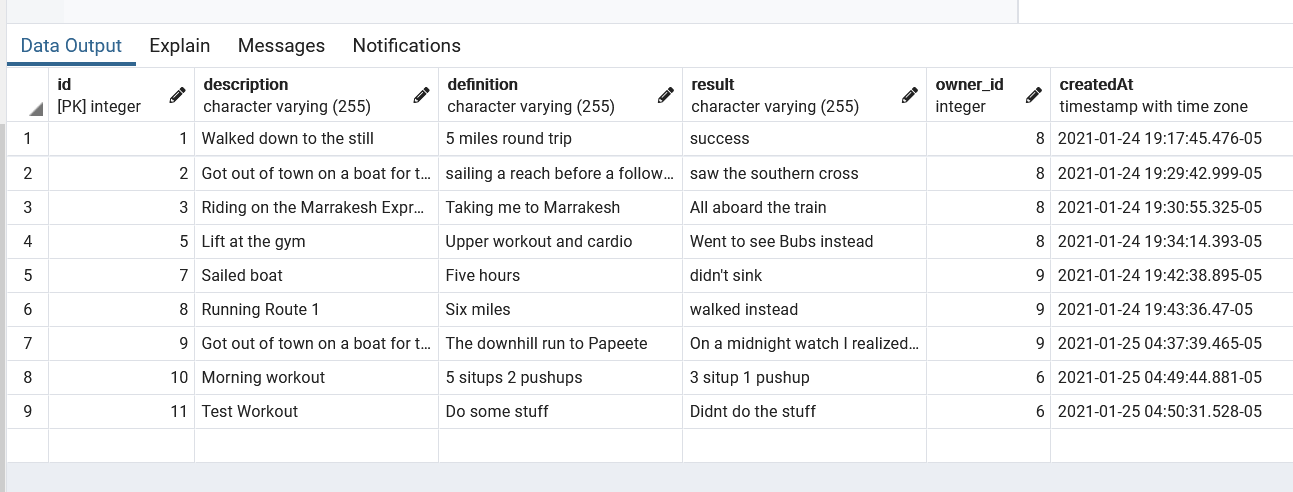 Data Output Explain Messages Notifications
id description definition result owner_id createdAt
[PK] integer character varying (255) character varying (255) character varying (255) integer timestamp with time zone
1 1 Walked down to the still 5 miles round trip success 8 2021-01-24 19:17:45.476-05
2 2 Got out of town on a boat for t... sailing a reach before a follow... saw the southern cross 8 2021-01-24 19:29:42.999-05
3 3 Riding on the Marrakesh Expr... Taking me to Marrakesh All aboard the train 8 2021-01-24 19:30:55.325-05
4 5 Lift at the gym Upper workout and cardio Went to see Bubs instead 8 2021-01-24 19:34:14.393-05
5 7 Sailed boat Five hours didn't sink 9 2021-01-24 19:42:38.895-05
6 8 Running Route 1 Six miles walked instead 9 2021-01-24 19:43:36.47-05
7 9 Got out of town on a boat for t... The downhill run to Papeete On a midnight watch I realized... 9 2021-01-25 04:37:39.465-05
8 10 Morning workout 5 situps 2 pushups 3 situp 1 pushup 6 2021-01-25 04:49:44.881-05
9 11 Test Workout Do some stuff Didnt do the stuff 6 2021-01-25 04:50:31.528-05